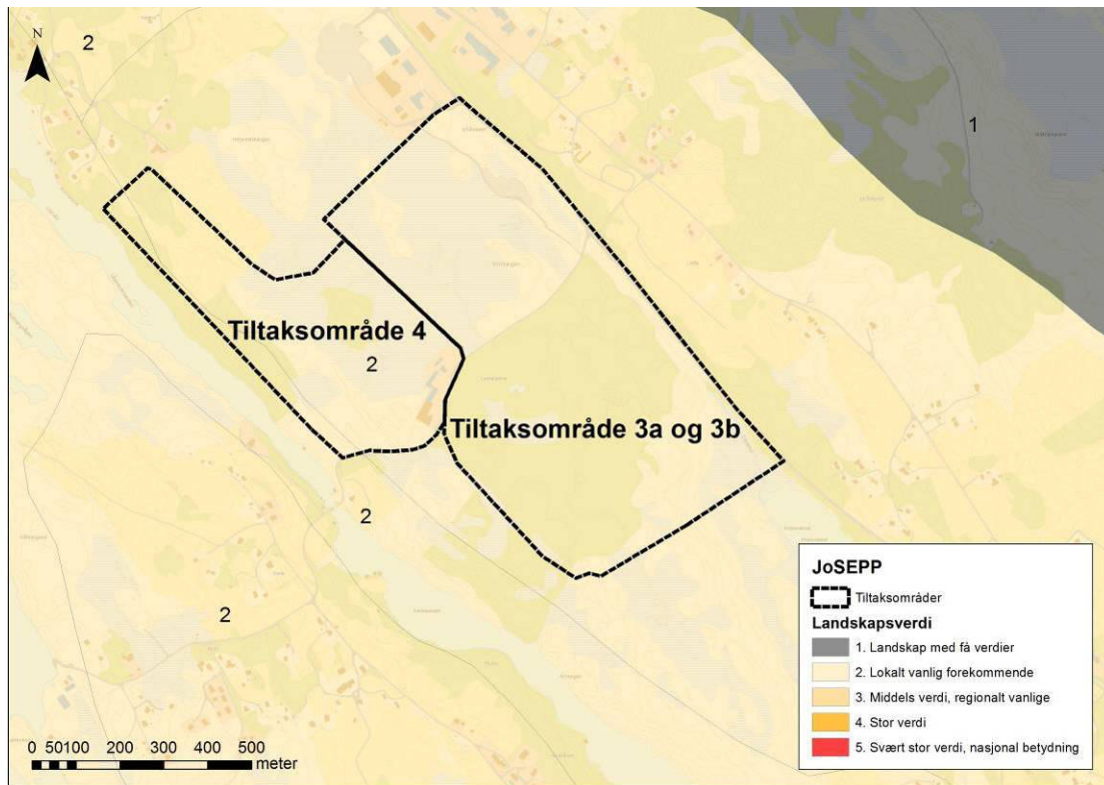 N
2
1
Tiltaksområde 4
2
Tiltaksområde 3a og 3b
2
2
JoSEPP
Tiltaksområder
Landskapsverdi
1. Landskap med få verdier
2. Lokalt vanlig forekommende
3. Middels verdi, regionalt vanlige
4. Stor verdi
5. Svært stor verdi, nasjonal betydning
0 50100 200 300 400 500
meter